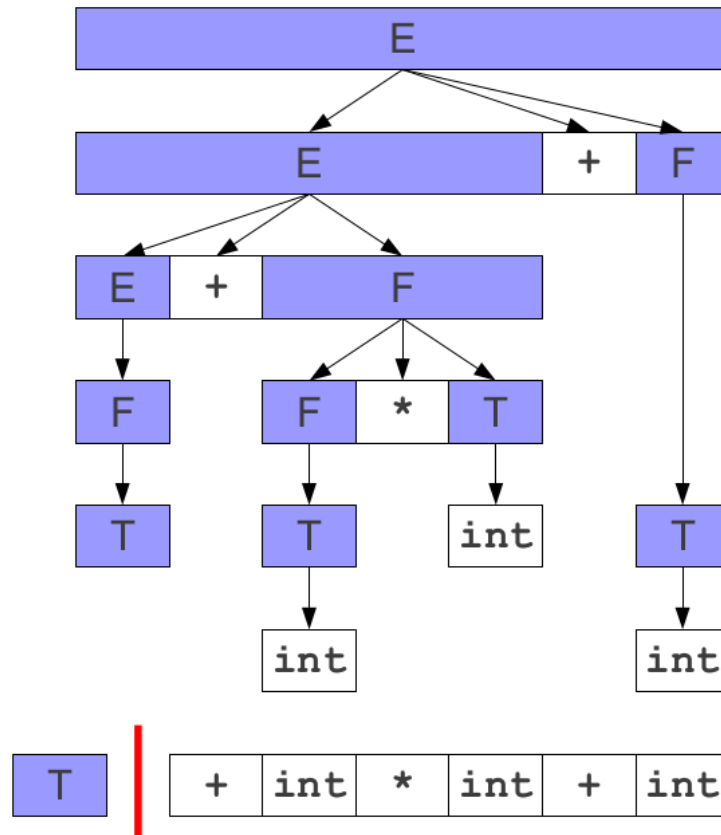 E
E + F
E + F
F F * T
T T int T
int int
T + int * int + int